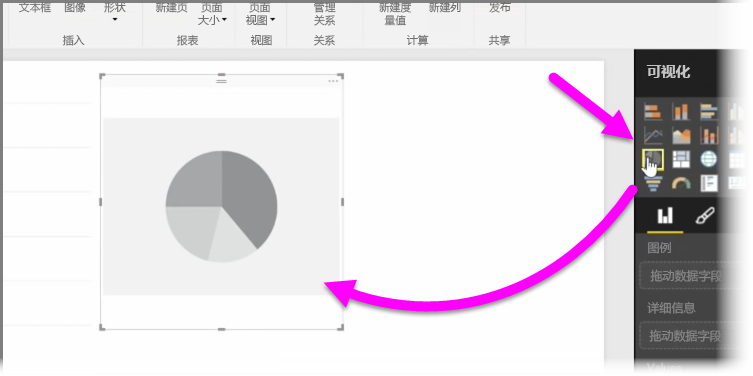 文本框 图像 形状 新建页 页面 页面 管理 新建度 新建列 发布
大小 视图 关系 量值
插入 报表 视图 关系 计算 共享
可视化
图例
拖动数据字段
详细信息
拖动数据字段